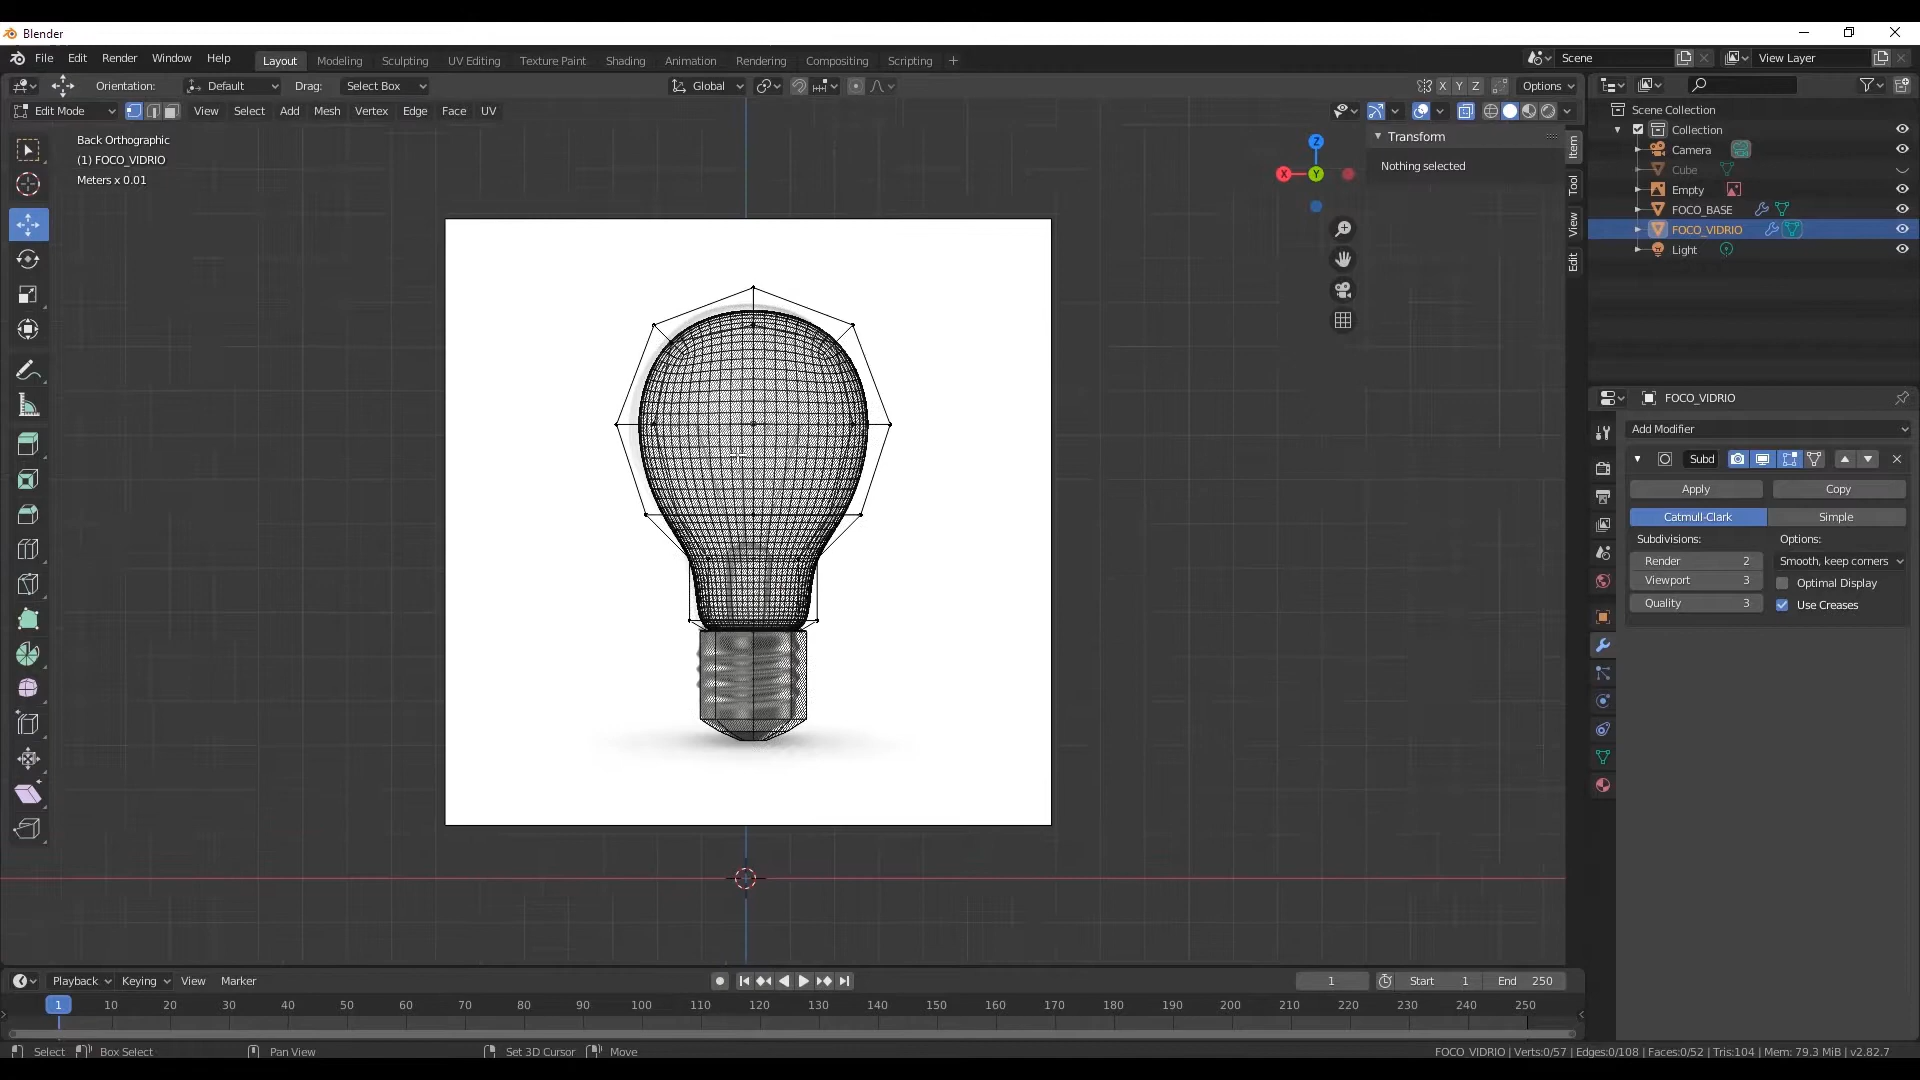 Blender
File Edit Render Window Help Layout Modeling Sculpting UV Editing Texture Paint Shading Animation Rendering Compositing Scripting + Scene View Layer
Orientation: Default Drag: Select Box Global X Y Z Options
Edit Mode View Select Add Mesh Vertex Edge Face UV
Back Orthographic
(1) FOCO_VIDRIO
Meters x 0.01
Z
X
Y
Transform
Nothing selected
Item
Tool
View
Edit
Scene Collection
Collection
Camera
Cube
Empty
FOCO_BASE
FOCO_VIDRIO
Light
FOCO_VIDRIO
Add Modifier
Subd
Apply Copy
Catmull-Clark Simple
Subdivisions: Options:
Render 2 Smooth, keep corners
Viewport 3 Optimal Display
Quality 3 Use Creases
Playback Keying View Marker 1 Start 1 End 250
1 10 20 30 40 50 60 70 80 90 100 110 120 130 140 150 160 170 180 190 200 210 220 230 240 250
Select Box Select Pan View Set 3D Cursor Move FOCO_VIDRIO | Verts:0/57 | Edges:0/108 | Faces:0/52 | Tris:104 | Mem: 79.3 MiB | v2.82.7